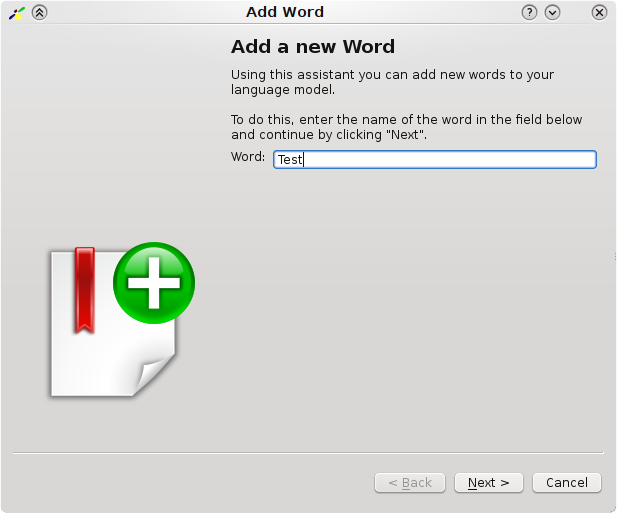 Add Word
Add a new Word
Using this assistant you can add new words to your
language model.
To do this, enter the name of the word in the field below
and continue by clicking "Next".
Word: Test
< Back Next > Cancel